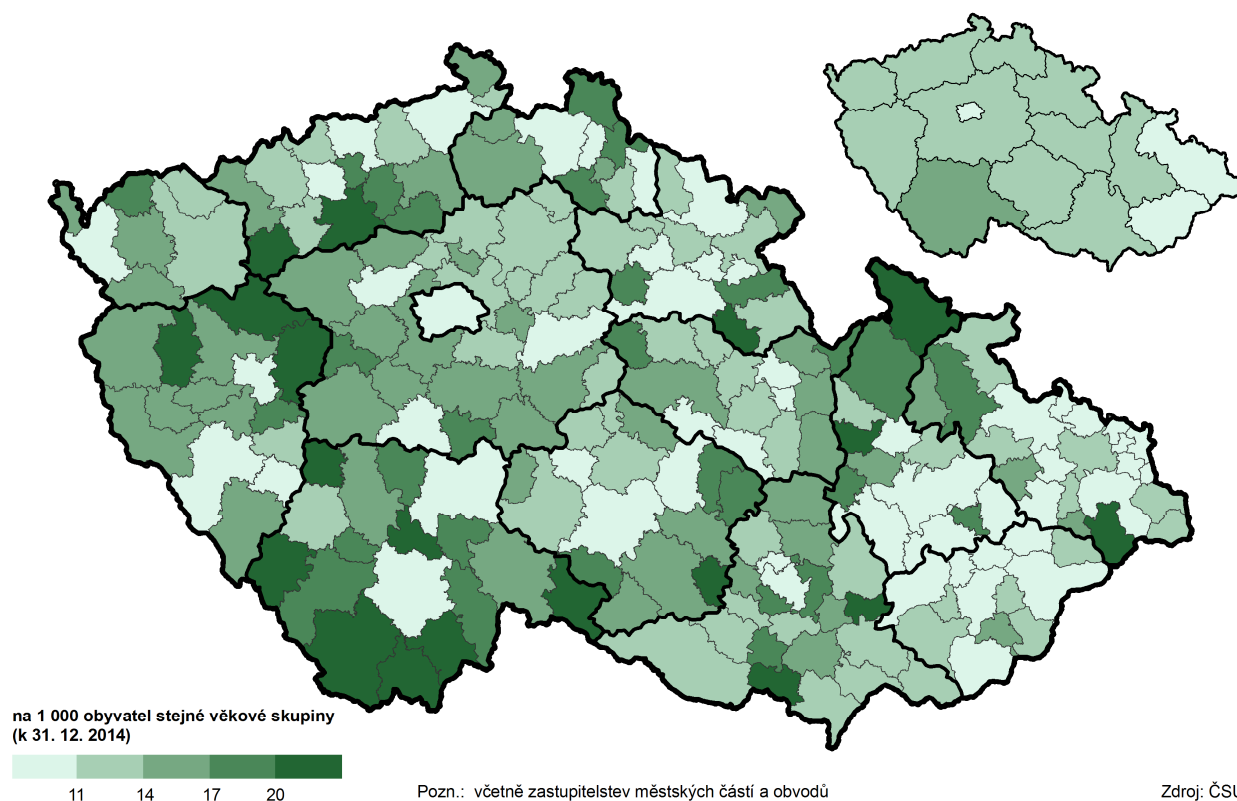 na 1 000 obyvatel stejné věkové skupiny
(k 31. 12. 2014)
11 14 17 20
Pozn.: včetně zastupitelstev městských částí a obvodů
Zdroj: ČSÚ